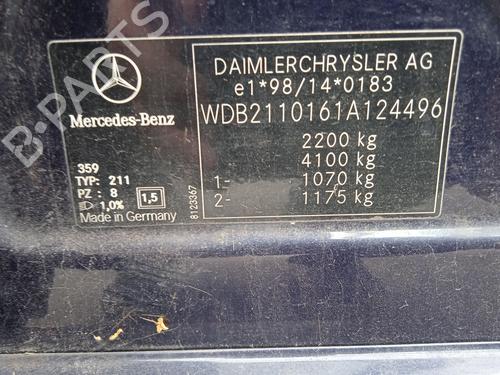 B-PARTS
Mercedes-Benz
DAIMLERCHRYSLER AG
e1*98/14*0183
WDB2110161A124496
2200 kg
4100 kg
1- 1070 kg
2- 1175 kg
359
TYP: 211
PZ : 8
1,0% 1,5
Made in Germany
8123367